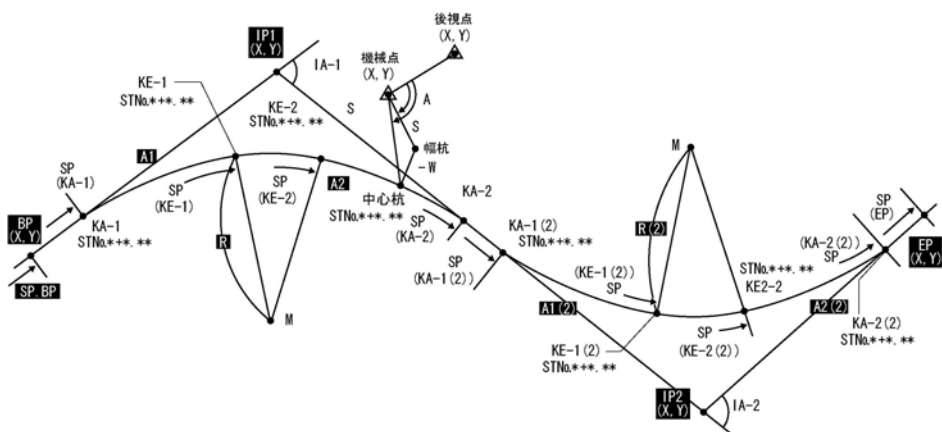 IP1
(X, Y)
IA-1
後視点
(X, Y)
機械点
(X, Y)
A
S
S
KE-1
STNo.*+*. **
KE-2
STNo.*+*. **
幅杭
-W
A1
SP
(KA-1)
SP
(KE-1)
SP
(KE-2)
A2
中心杭
STNo.*+*. **
KA-2
SP
(KA-2)
BP
(X, Y)
KA-1
STNo.*+*. **
SP. BP
R
M
SP
(KA-1(2))
KA-1(2)
STNo.*+*. **
M
R(2)
(KE-1(2))
SP
STNo.*+*. **
KE2-2
(KA-2(2))
SP
SP
(EP)
EP
(X, Y)
A1(2)
A2(2)
SP
(KE-2(2))
KA-2(2)
STNo.*+*. **
KE-1(2)
STNo.*+*. **
IP2
(X, Y)
IA-2